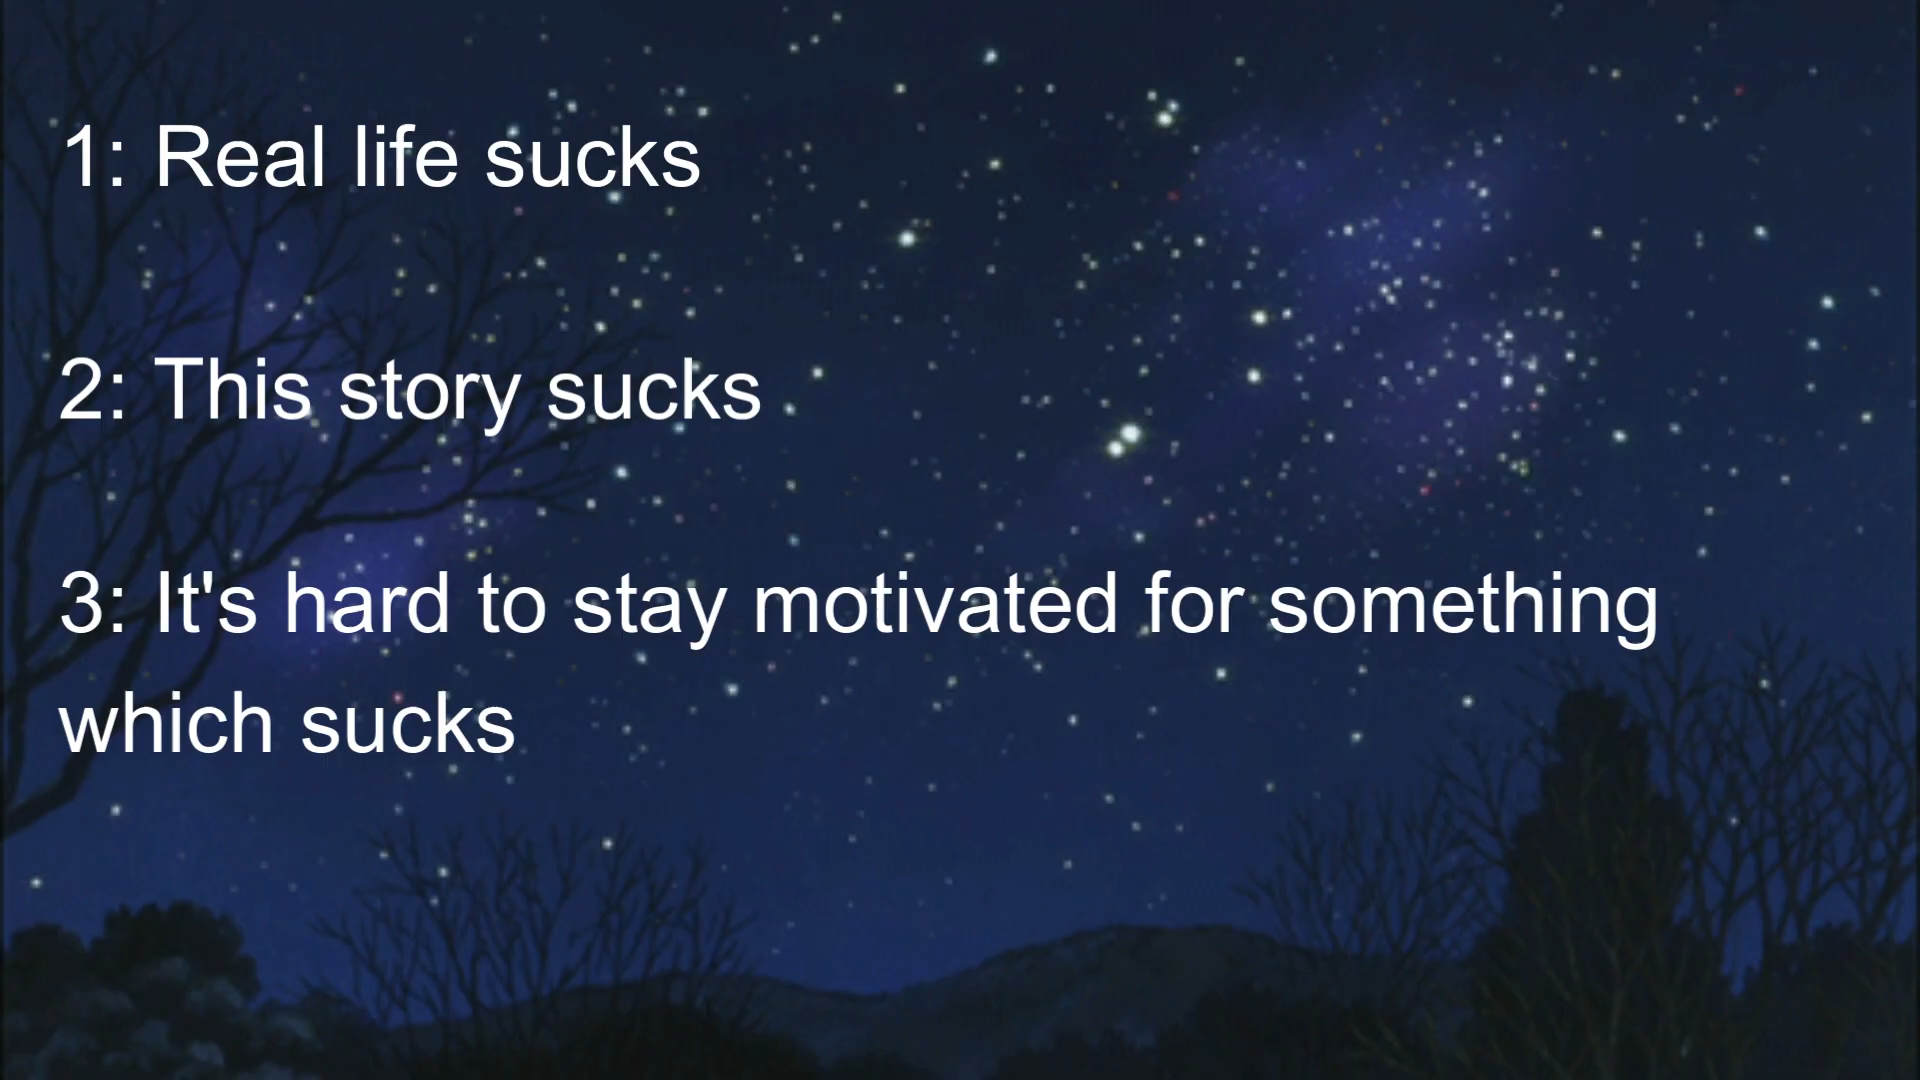 1: Real life sucks
2: This story sucks
3: It's hard to stay motivated for something
which sucks